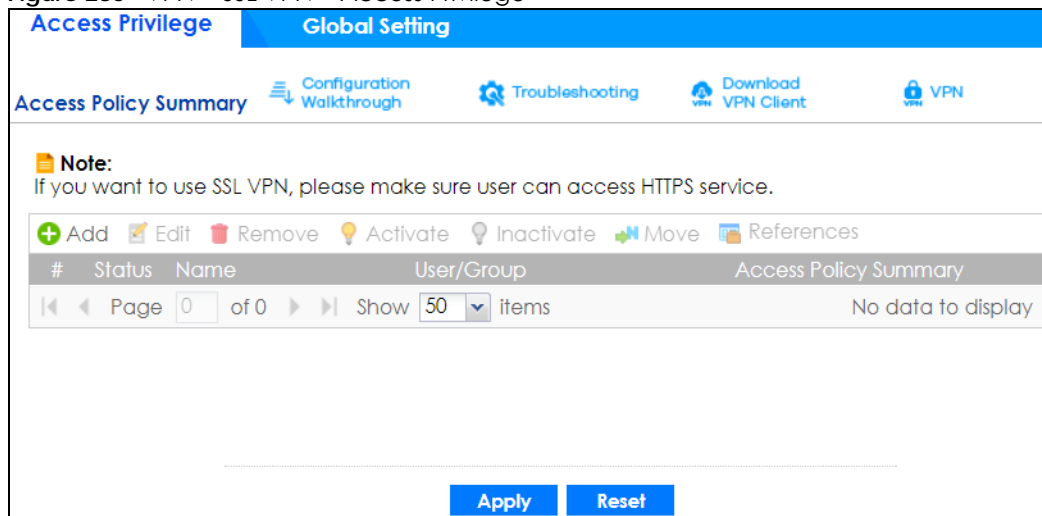 Access Privilege Global Setting
Access Policy Summary Configuration Walkthrough Troubleshooting Download VPN Client VPN
Note:
If you want to use SSL VPN, please make sure user can access HTTPS service.
Add Edit Remove Activate Inactivate Move References
# Status Name User/Group Access Policy Summary
Page 0 of 0 Show 50 items No data to display
Apply Reset